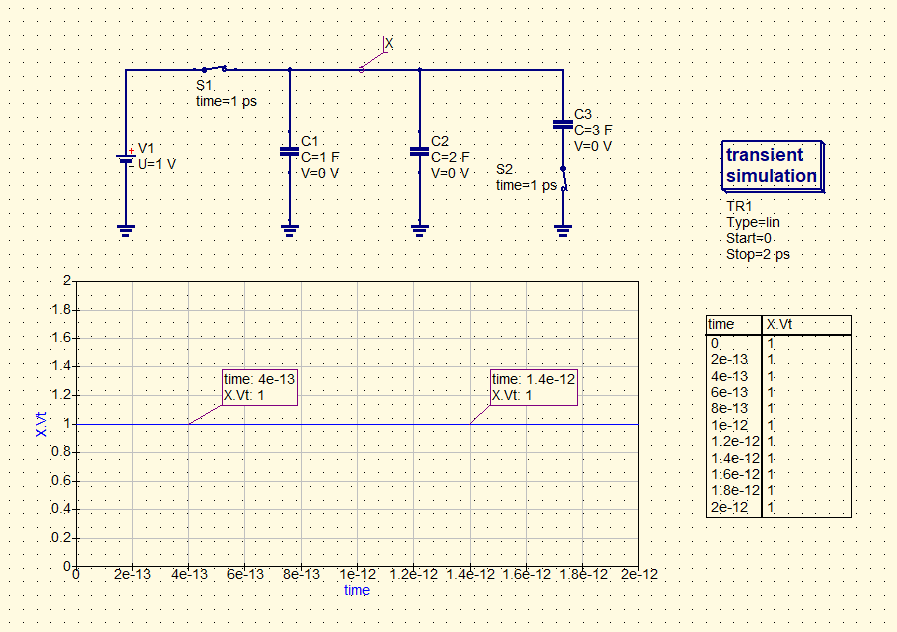 X
S1
time=1 ps
V1
U=1 V
+
-
C1
C=1 F
V=0 V
C2
C=2 F
V=0 V
C3
C=3 F
V=0 V
S2
time=1 ps
transient
simulation
TR1
Type=lin
Start=0
Stop=2 ps
2
1.8
1.6
1.4
1.2
1
0.8
0.6
0.4
0.2
0
X.Vt
time: 4e-13
X.Vt: 1
time: 1.4e-12
X.Vt: 1
0 2e-13 4e-13 6e-13 8e-13 1e-12 1.2e-12 1.4e-12 1.6e-12 1.8e-12 2e-12
time
time X.Vt
0 1
2e-13 1
4e-13 1
6e-13 1
8e-13 1
1e-12 1
1.2e-12 1
1.4e-12 1
1.6e-12 1
1.8e-12 1
2e-12 1